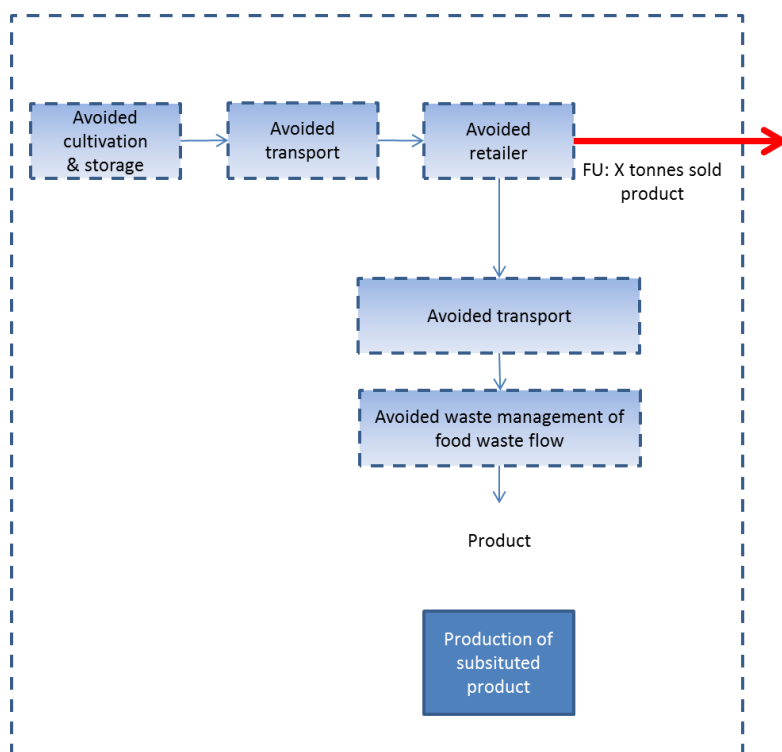 Avoided
cultivation
& storage
Avoided
transport
Avoided
retailer
FU: X tonnes sold
product
Avoided transport
Avoided waste management of
food waste flow
Product
Production of
subsituted
product